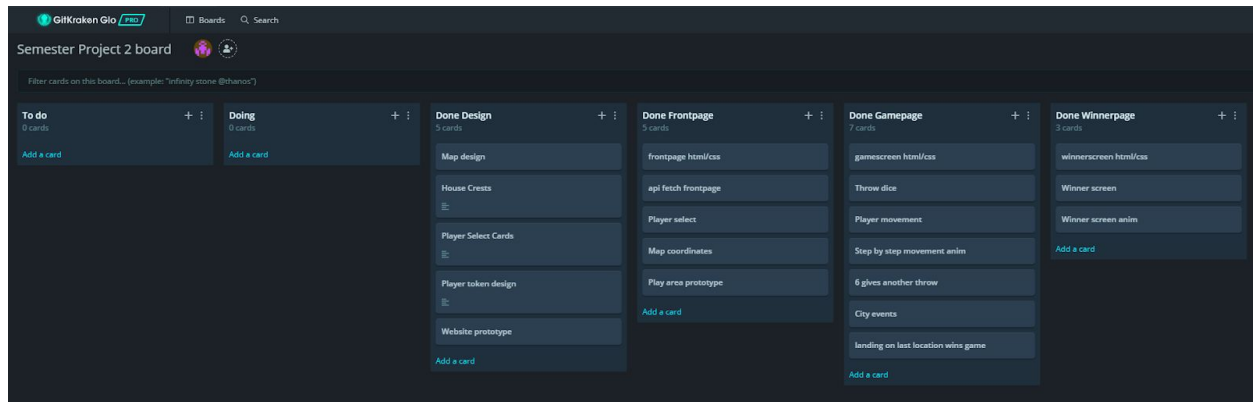 GitKraken Glo PRO Boards Search
Semester Project 2 board
Filter cards on this board... (example: "infinity stone @thanos")
To do
0 cards
Add a card
Doing
0 cards
Add a card
Done Design
5 cards
Map design
House Crests
Player Select Cards
Player token design
Website prototype
Add a card
Done Frontpage
5 cards
frontpage html/css
api fetch frontpage
Player select
Map coordinates
Play area prototype
Add a card
Done Gamepage
7 cards
gamescreen html/css
Throw dice
Player movement
Step by step movement anim
6 gives another throw
City events
landing on last location wins game
Add a card
Done Winnerpage
3 cards
winnerscreen html/css
Winner screen
Winner screen anim
Add a card